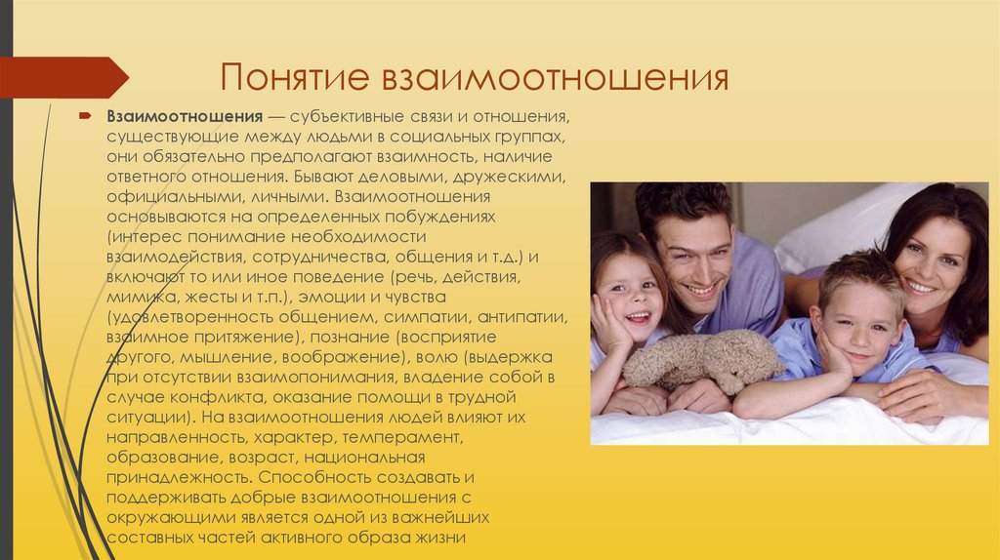 Понятие взаимоотношения
Взаимоотношения — субъективные связи и отношения,
существующие между людьми в социальных группах,
они обязательно предполагают взаимность, наличие
ответного отношения. Бывают деловыми, дружескими,
официальными, личными. Взаимоотношения
основываются на определенных побуждениях
(интерес понимание необходимости
взаимодействия, сотрудничества, общения и т.д.) и
включают то или иное поведение (речь, действия,
мимика, жесты и т.п.), эмоции и чувства
(удовлетворенность общением, симпатии, антипатии,
взаимное притяжение), познание (восприятие
другого, мышление, воображение), волю (выдержка
при отсутствии взаимопонимания, владение собой в
случае конфликта, оказание помощи в трудной
ситуации). На взаимоотношения людей влияют их
направленность, характер, темперамент,
образование, возраст, национальная
принадлежность. Способность создавать и
поддерживать добрые взаимоотношения с
окружающими является одной из важнейших
составных частей активного образа жизни